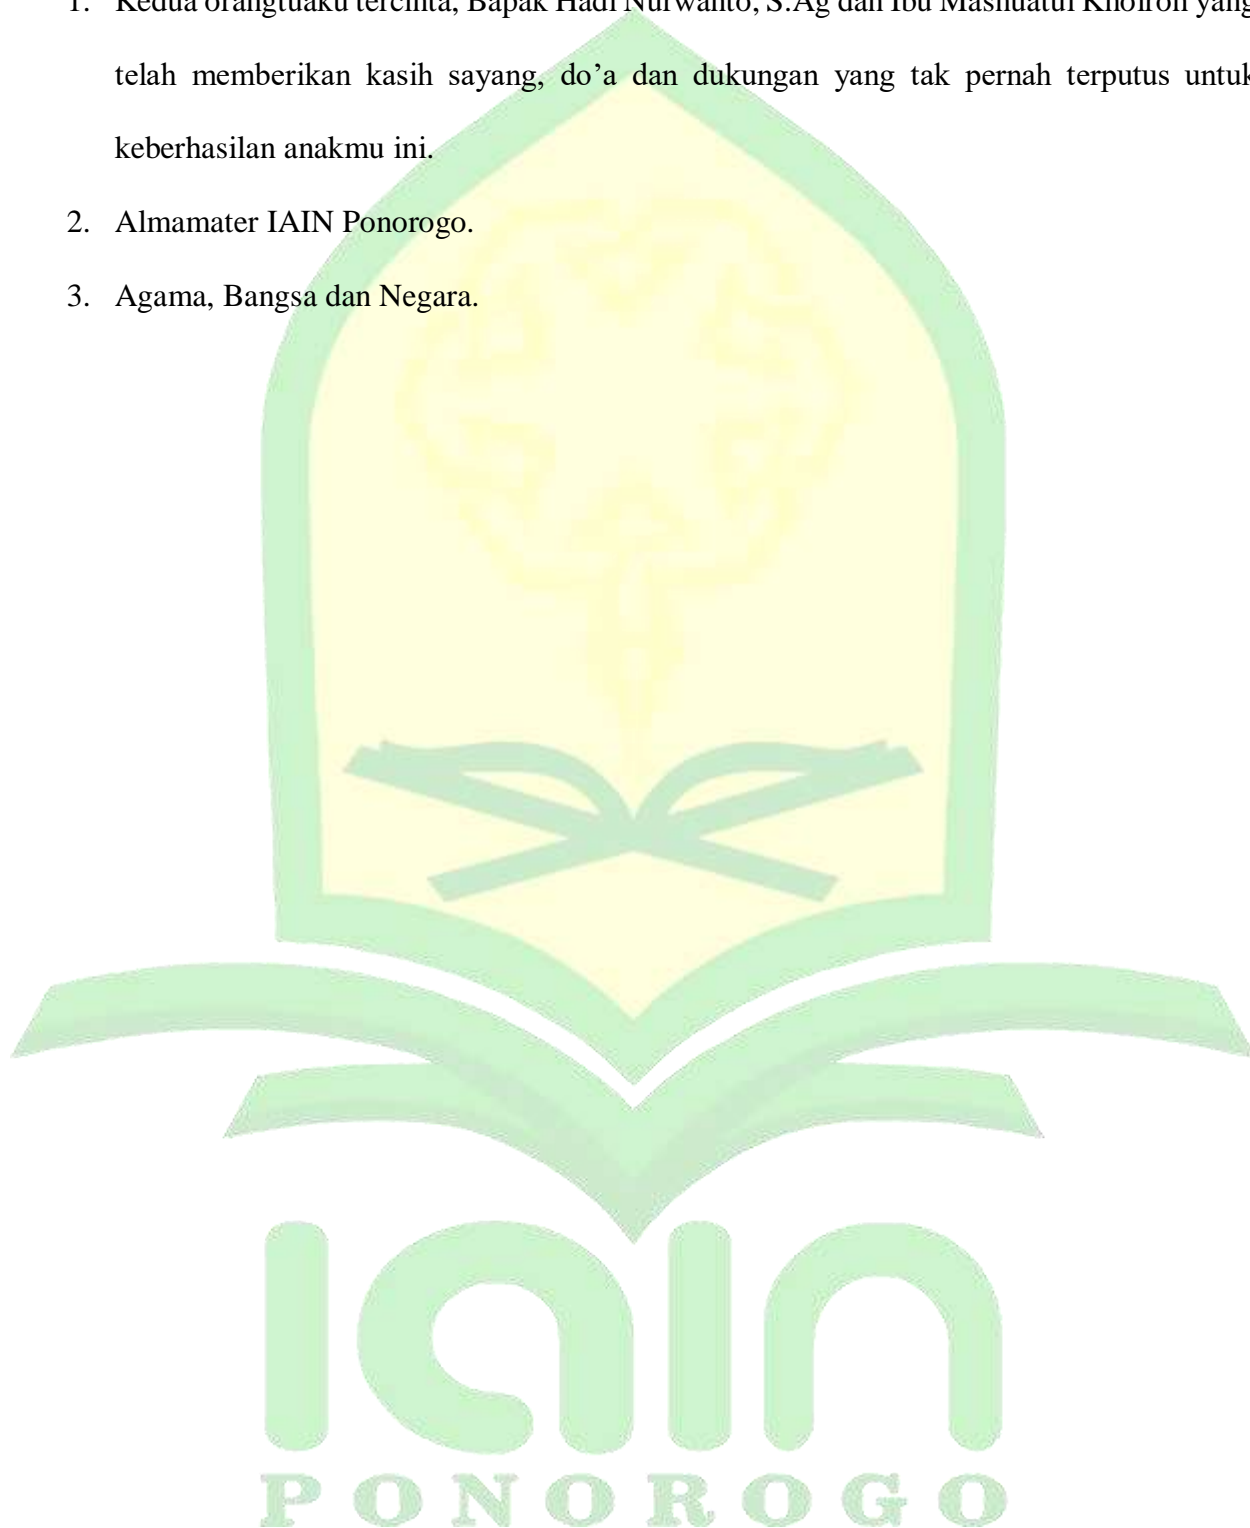 1. Kedua orangtuaku tercinta, Bapak Hadi Nurwanto, S.Ag dan Ibu Mashuatul Khoiroh yang
telah memberikan kasih sayang, do’a dan dukungan yang tak pernah terputus untuk
keberhasilan anakmu ini.
2. Almamater IAIN Ponorogo.
3. Agama, Bangsa dan Negara.
IAIN
PONOROGO